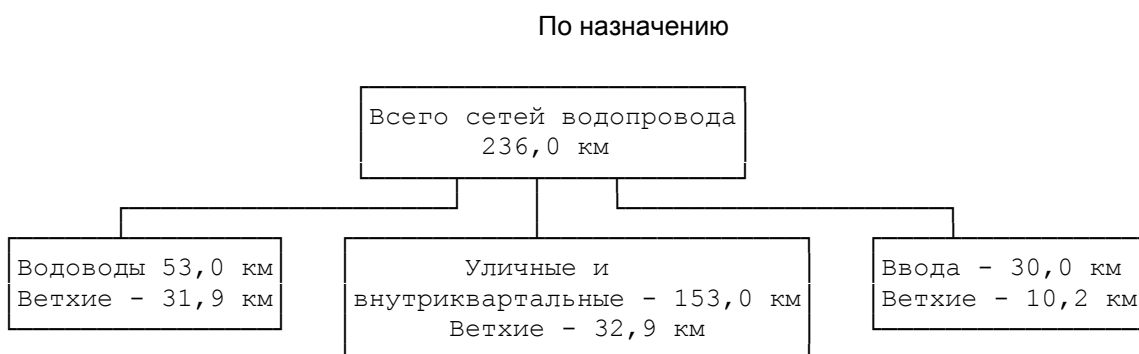 По назначению
Всего сетей водопровода
236,0 км
Водоводы 53,0 км
Ветхие - 31,9 км
Уличные и
внутриквартальные - 153,0 км
Ветхие - 32,9 км
Ввода - 30,0 км
Ветхие - 10,2 км